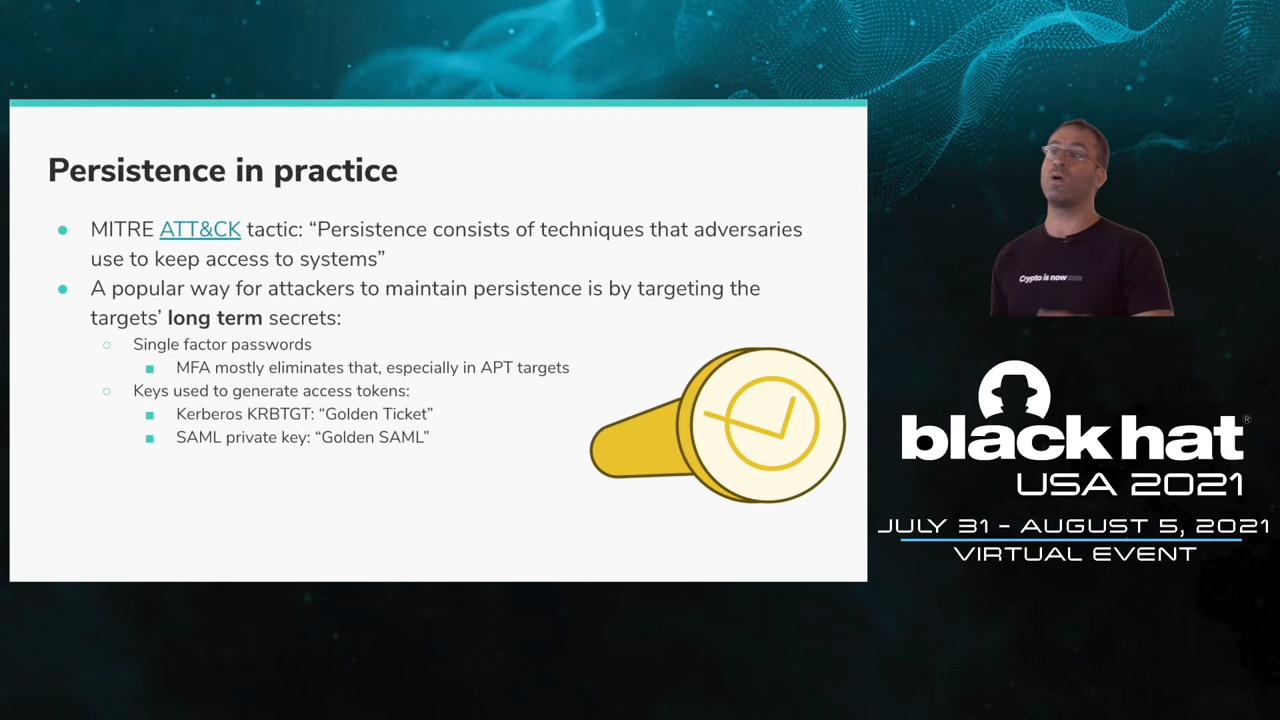 Persistence in practice
● MITRE ATT&CK tactic: “Persistence consists of techniques that adversaries
use to keep access to systems”
● A popular way for attackers to maintain persistence is by targeting the
targets’ long term secrets:
○ Single factor passwords
■ MFA mostly eliminates that, especially in APT targets
○ Keys used to generate access tokens:
■ Kerberos KRBTGT: “Golden Ticket”
■ SAML private key: “Golden SAML”
Crypto is now
black hat®
USA 2021
JULY 31 - AUGUST 5, 2021
VIRTUAL EVENT